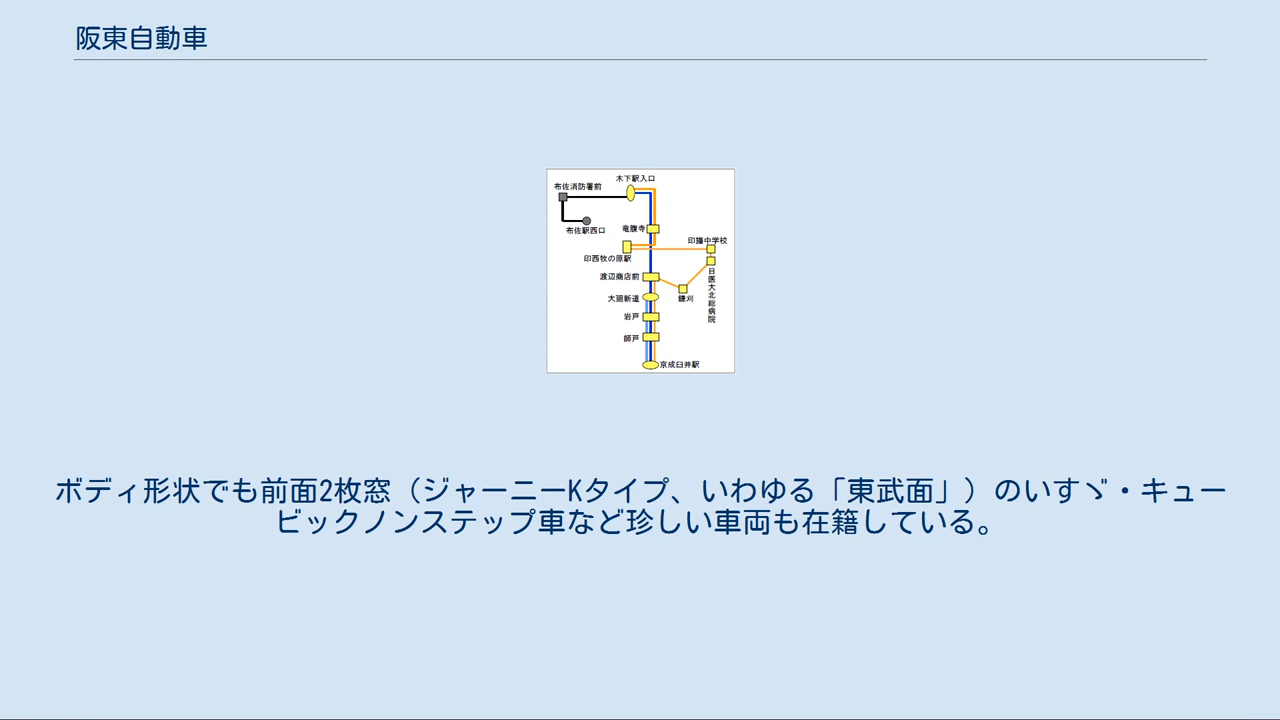 阪東自動車
木下駅入口
布佐消防署前
布佐駅西口
竜腹寺
印旛中学校
印西牧の原駅
渡辺商店前
日医大北総病院
大廻新道
鎌刈
岩戸
師戸
京成臼井駅
ボディ形状でも前面2枚窓（ジャーニーKタイプ、いわゆる「東武面」）のいすゞ・キュー
ビックノンステップ車など珍しい車両も在籍している。